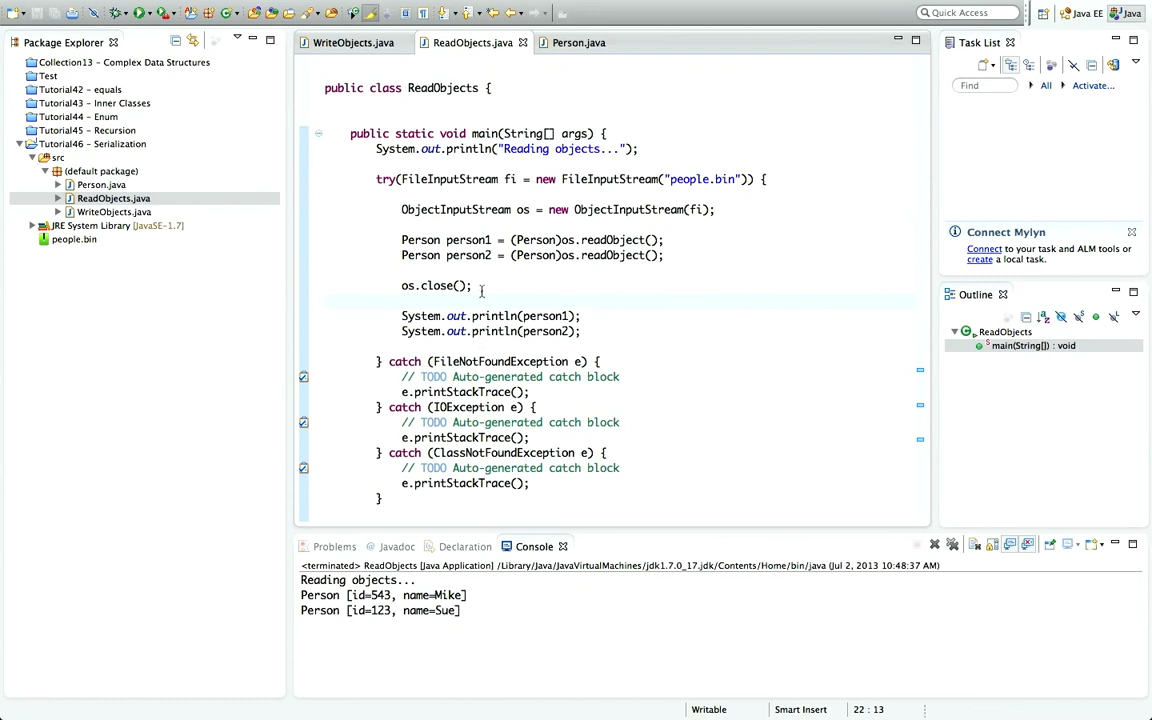 Quick Access
Java EE
Java
Package Explorer
Collection13 - Complex Data Structures
Test
Tutorial42 - equals
Tutorial43 - Inner Classes
Tutorial44 - Enum
Tutorial45 - Recursion
Tutorial46 - Serialization
src
(default package)
Person.java
ReadObjects.java
WriteObjects.java
JRE System Library [JavaSE-1.7]
people.bin
WriteObjects.java
ReadObjects.java
Person.java
public class ReadObjects {
public static void main(String[] args) {
System.out.println("Reading objects...");
try(FileInputStream fi = new FileInputStream("people.bin")) {
ObjectInputStream os = new ObjectInputStream(fi);
Person person1 = (Person)os.readObject();
Person person2 = (Person)os.readObject();
os.close();
System.out.println(person1);
System.out.println(person2);
} catch (FileNotFoundException e) {
// TODO Auto-generated catch block
e.printStackTrace();
} catch (IOException e) {
// TODO Auto-generated catch block
e.printStackTrace();
} catch (ClassNotFoundException e) {
// TODO Auto-generated catch block
e.printStackTrace();
}
Task List
Find
All
Activate...
Connect Mylyn
Connect to your task and ALM tools or
create a local task.
Outline
ReadObjects
S main(String[]) : void
Problems
@ Javadoc
Declaration
Console
<terminated> ReadObjects [Java Application] /Library/Java/JavaVirtualMachines/jdk1.7.0_17.jdk/Contents/Home/bin/java (Jul 2, 2013 10:48:37 AM)
Reading objects...
Person [id=543, name=Mike]
Person [id=123, name=Sue]
Writable
Smart Insert
22 : 13